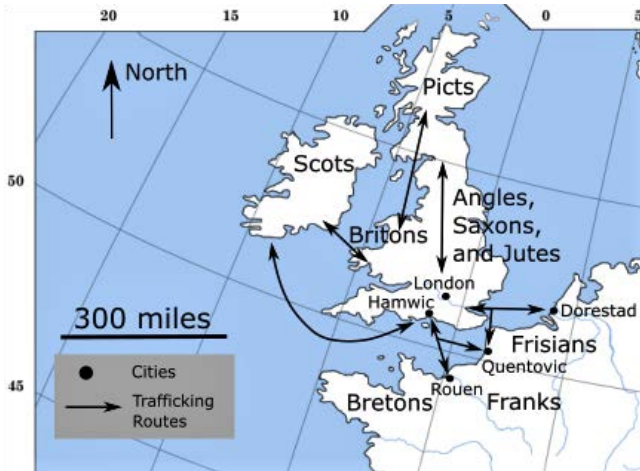 20
15
10
5
0
5
North
Picts
50
Scots
Angles,
Saxons,
and Jutes
Britons
London
Hamwic
Dorestad
300 miles
Frisians
Quentovic
Cities
Trafficking
Routes
Rouen
Bretons
Franks
45